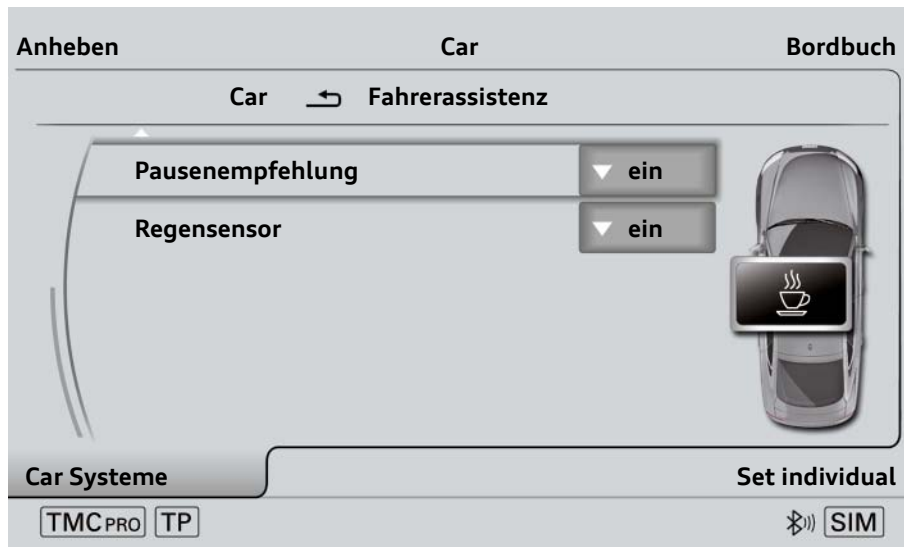 Anheben Car Bordbuch
Car Fahrerassistenz
Pausenempfehlung ein
Regensensor ein
Car Systeme Set individual
TMC PRO TP SIM